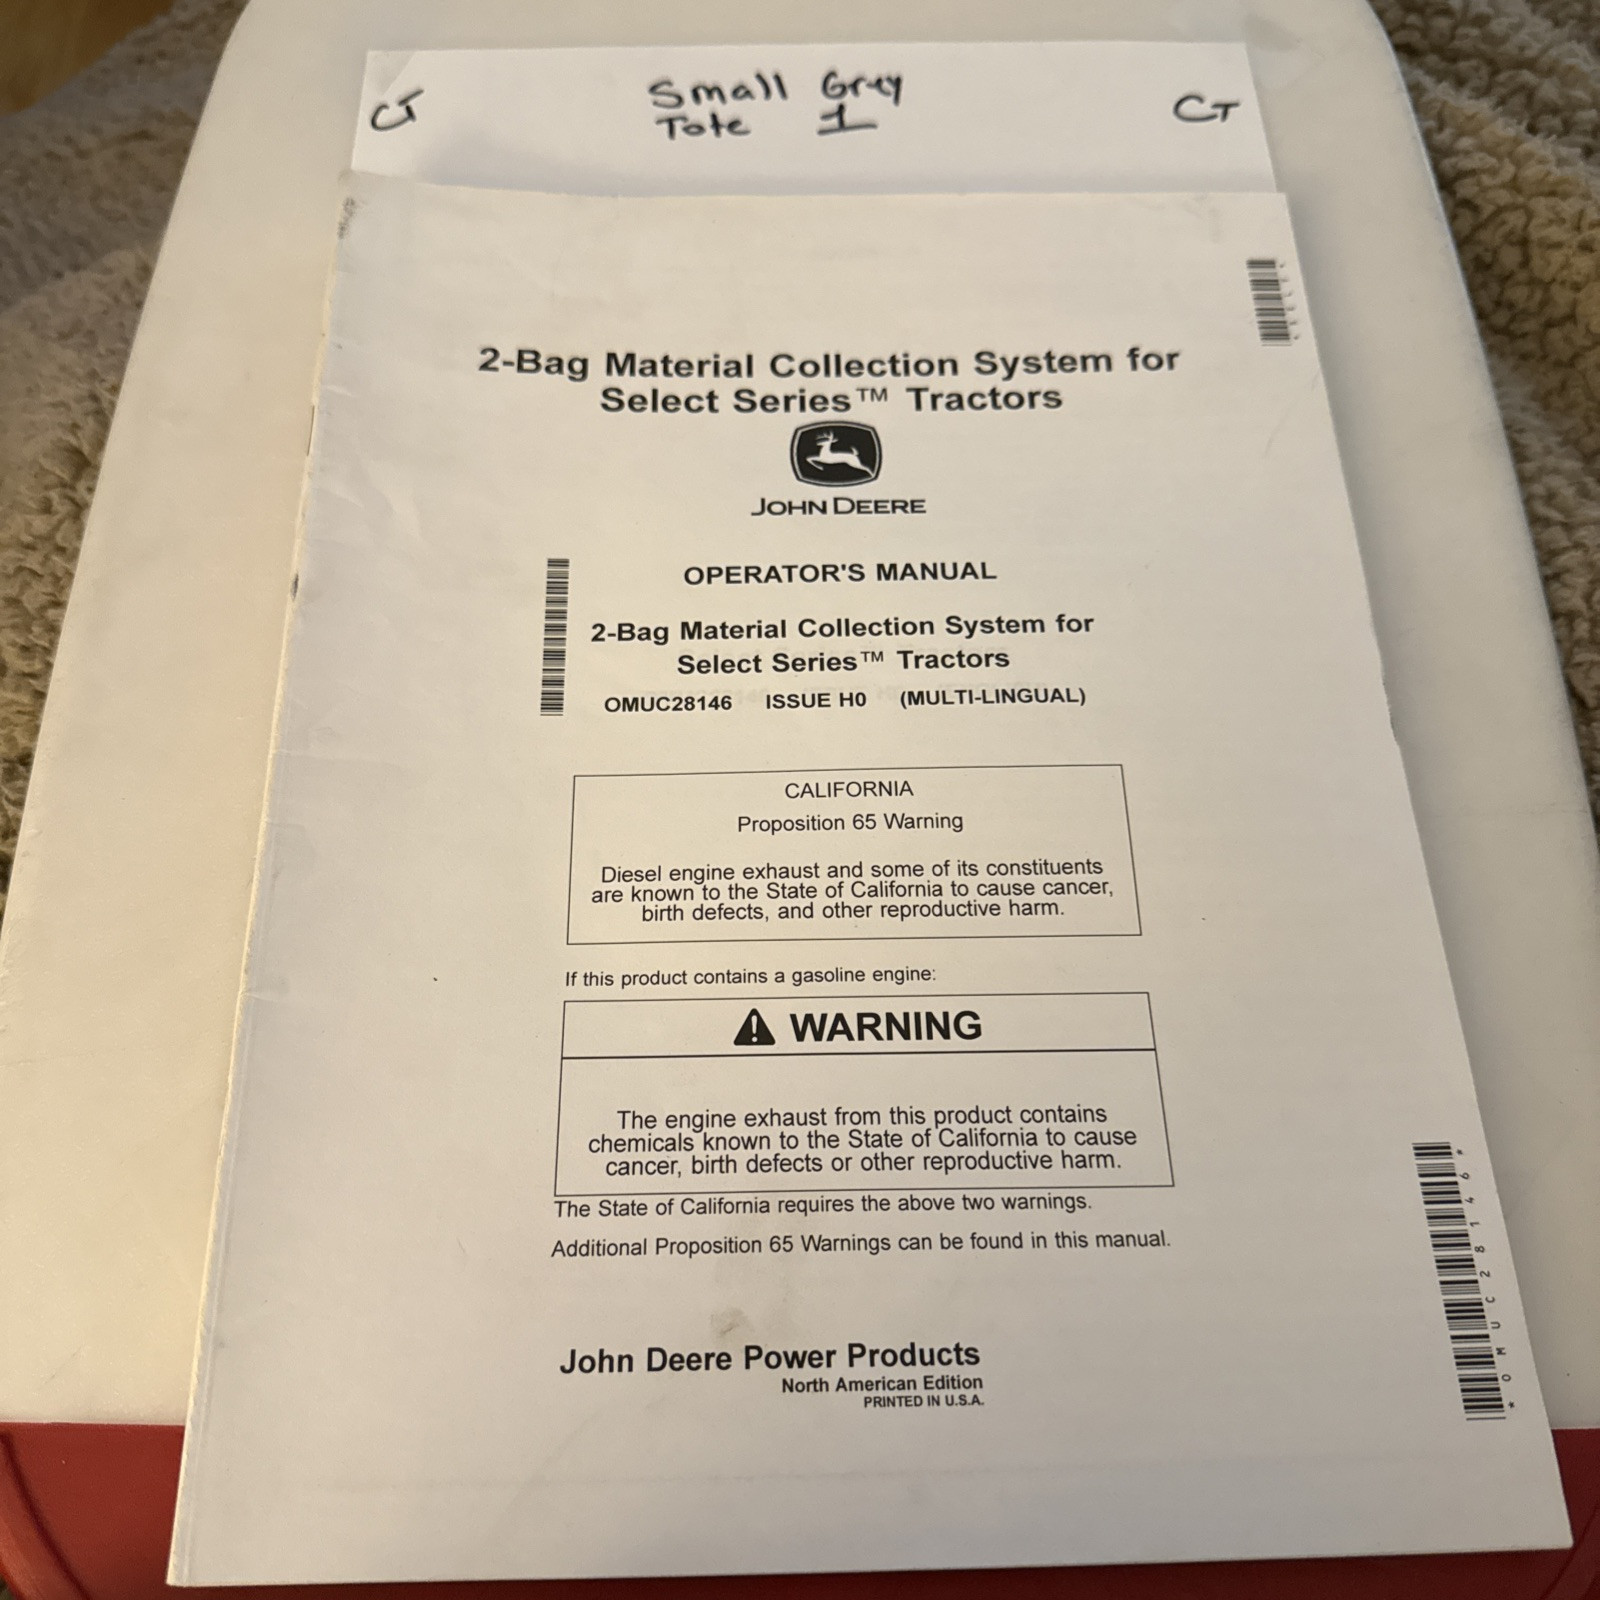 CT Small Grey CT
Tote 1
2-Bag Material Collection System for
Select Series™ Tractors
JOHN DEERE
OPERATOR'S MANUAL
2-Bag Material Collection System for
Select Series™ Tractors
OMUC28146 ISSUE H0 (MULTI-LINGUAL)
CALIFORNIA
Proposition 65 Warning
Diesel engine exhaust and some of its constituents
are known to the State of California to cause cancer,
birth defects, and other reproductive harm.
If this product contains a gasoline engine:
WARNING
The engine exhaust from this product contains
chemicals known to the State of California to cause
cancer, birth defects or other reproductive harm.
The State of California requires the above two warnings.
Additional Proposition 65 Warnings can be found in this manual.
John Deere Power Products
North American Edition
PRINTED IN U.S.A.
*OMUC28146*